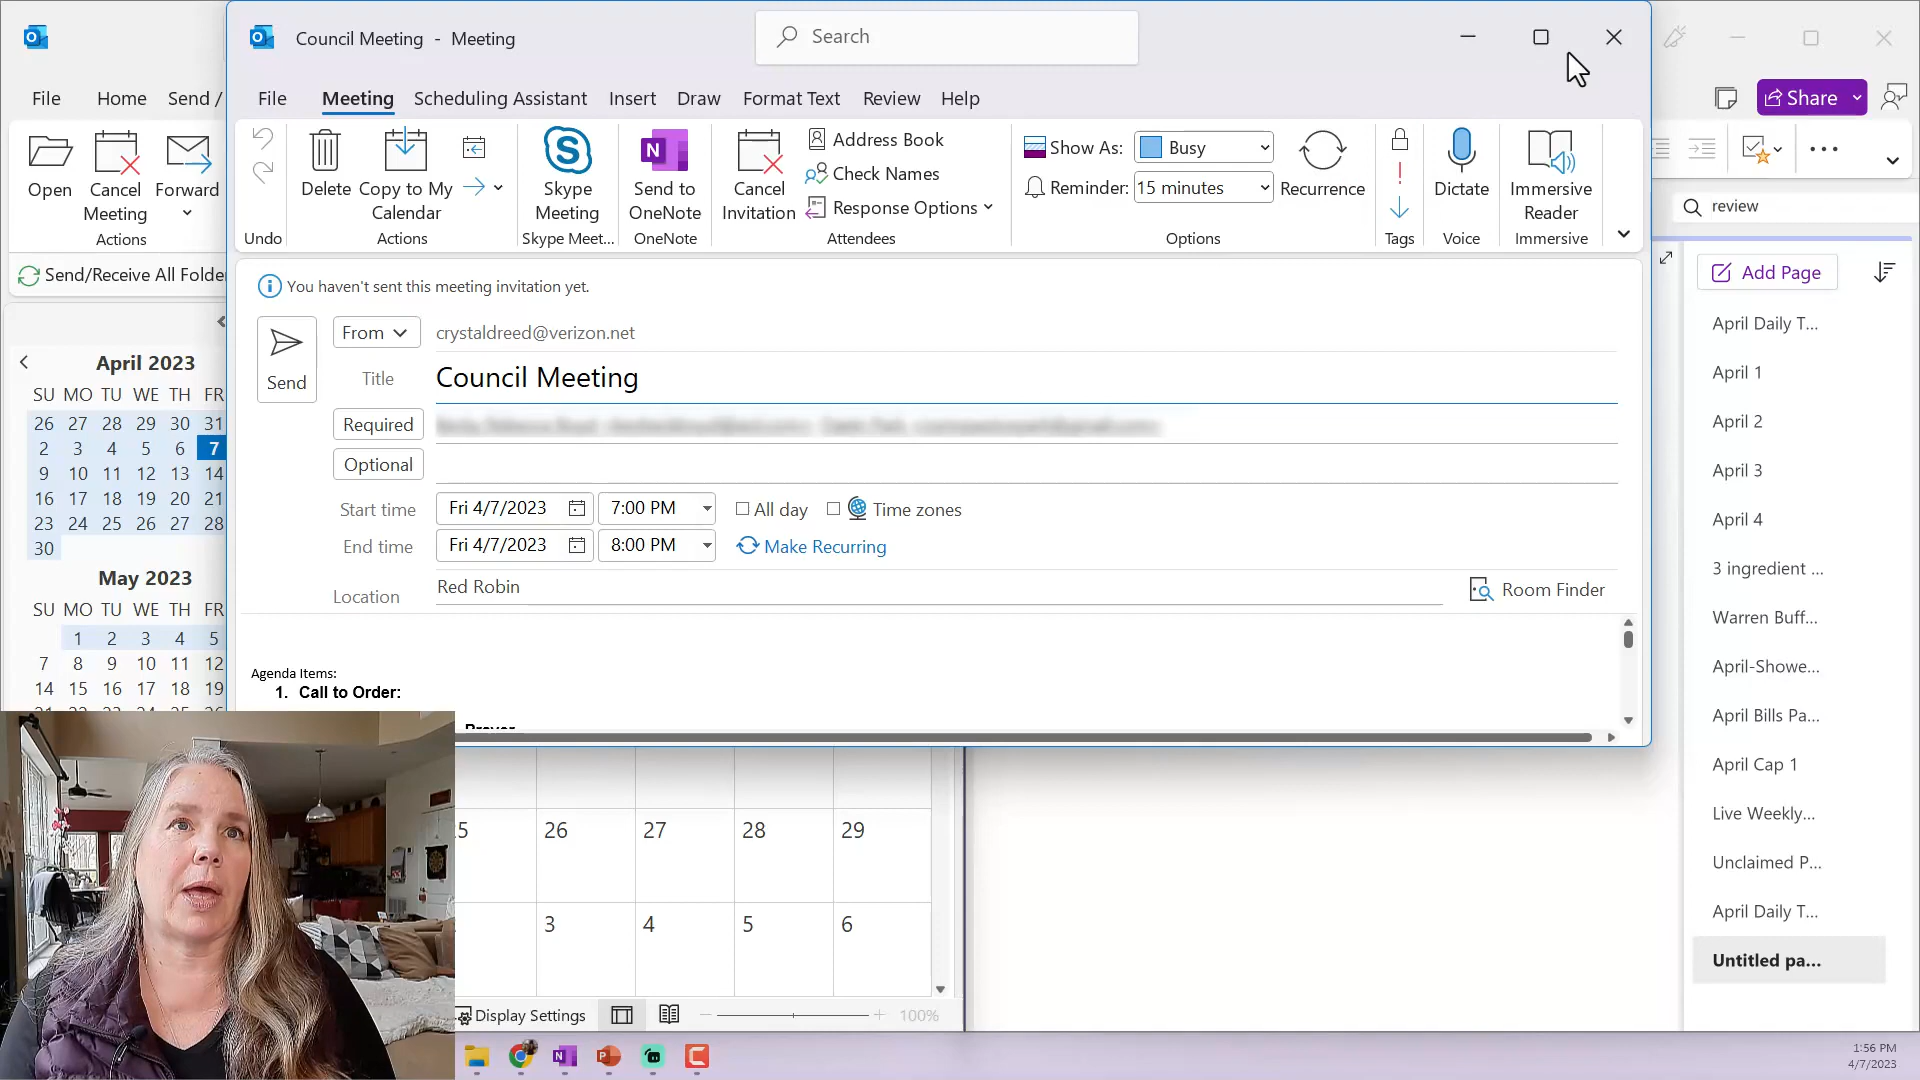 Council Meeting - Meeting
Search
File Home Send /
File Meeting Scheduling Assistant Insert Draw Format Text Review Help
Share
Open
Cancel Meeting
Forward
Actions
Undo
Delete
Copy to My Calendar
Actions
Skype Meeting
Skype Meet...
N
Send to OneNote
OneNote
Cancel Invitation
Address Book
Check Names
Response Options
Attendees
Show As: Busy
Reminder: 15 minutes
Recurrence
Options
Tags
Dictate
Voice
Immersive Reader
Immersive
review
Send/Receive All Folde
You haven't sent this meeting invitation yet.
Send
From crystaldreed@verizon.net
Title Council Meeting
Required
Optional
Start time Fri 4/7/2023 7:00 PM All day Time zones
End time Fri 4/7/2023 8:00 PM Make Recurring
Location Red Robin Room Finder
Agenda Items:
1. Call to Order:
April 2023
SU MO TU WE TH FR
26 27 28 29 30 31
2 3 4 5 6 7
9 10 11 12 13 14
16 17 18 19 20 21
23 24 25 26 27 28
30
May 2023
SU MO TU WE TH FR
1 2 3 4 5
7 8 9 10 11 12
14 15 16 17 18 19
Add Page
April Daily T...
April 1
April 2
April 3
April 4
3 ingredient ...
Warren Buff...
April-Showe...
April Bills Pa...
April Cap 1
Live Weekly...
Unclaimed P...
April Daily T...
Untitled pa...
26 27 28 29
3 4 5 6
Display Settings 100%
1:56 PM
4/7/2023